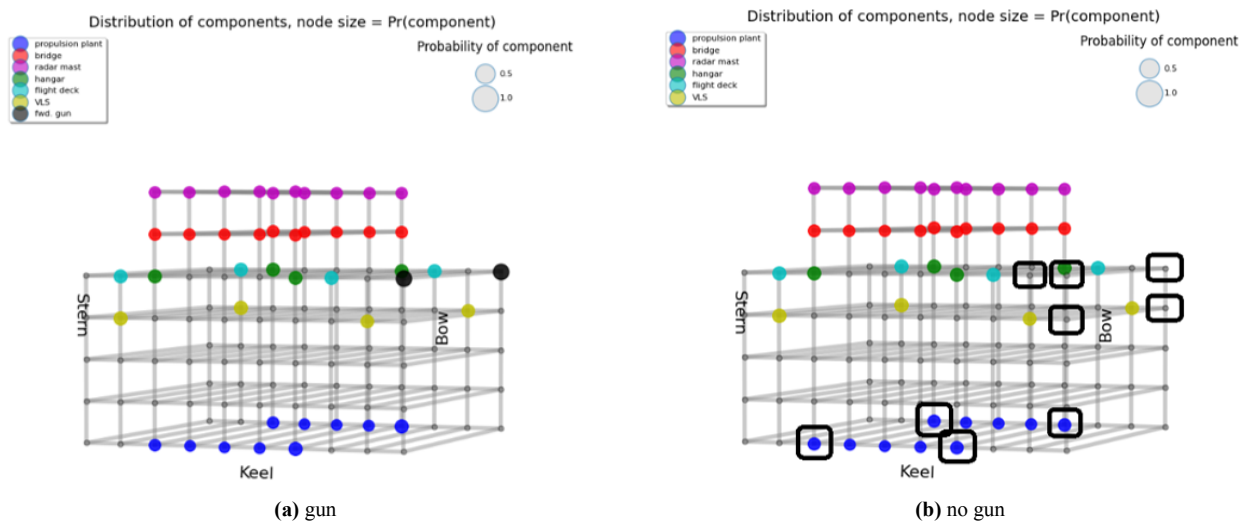 Distribution of components, node size = Pr(component)
propulsion plant
bridge
radar mast
hangar
flight deck
VLS
fwd. gun
Probability of component
0.5
1.0
Stern
Bow
Keel
(a) gun
Distribution of components, node size = Pr(component)
propulsion plant
bridge
radar mast
hangar
flight deck
VLS
Probability of component
0.5
1.0
Stern
Bow
Keel
(b) no gun